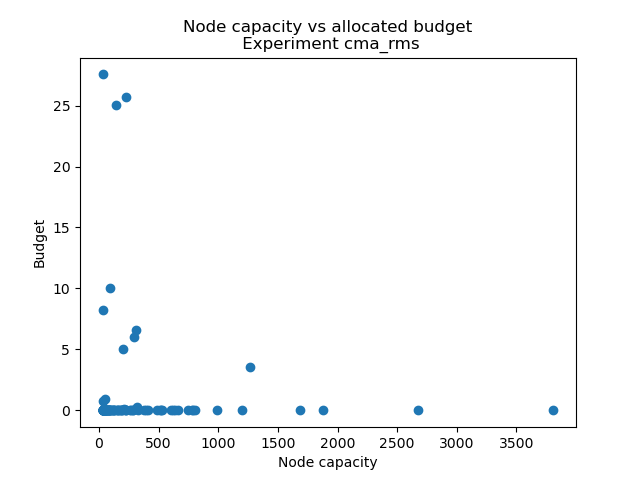 Node capacity vs allocated budget
Experiment cma_rms
25
20
15
10
5
0
Budget
0 500 1000 1500 2000 2500 3000 3500
Node capacity